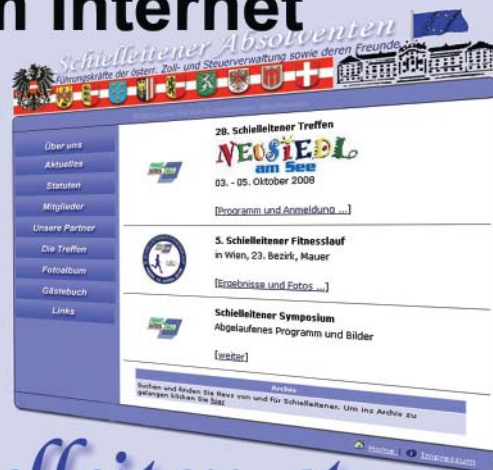 Internet
Schielleitener Absolventen
Führungskräfte der österr. Zoll- und Steuerverwaltung sowie deren Freunde
Über uns
Aktuelles
Statuten
Mitglieder
Unsere Partner
Die Treffen
Fotoalbum
Gästebuch
Links
28. Schielleitener Treffen
NEUSIEDL
am See
03. - 05. Oktober 2008
[Programm und Anmeldung ...]
5. Schielleitener Fitnesslauf
in Wien, 23. Bezirk, Mauer
[Ergebnisse und Fotos ...]
Schielleitener Symposium
Abgelaufenes Programm und Bilder
[weiter]
Archiv
Suchen und finden Sie News von und für Schielleitener. Um ins Archiv zu
gelangen klicken Sie hier
Home | Impressum